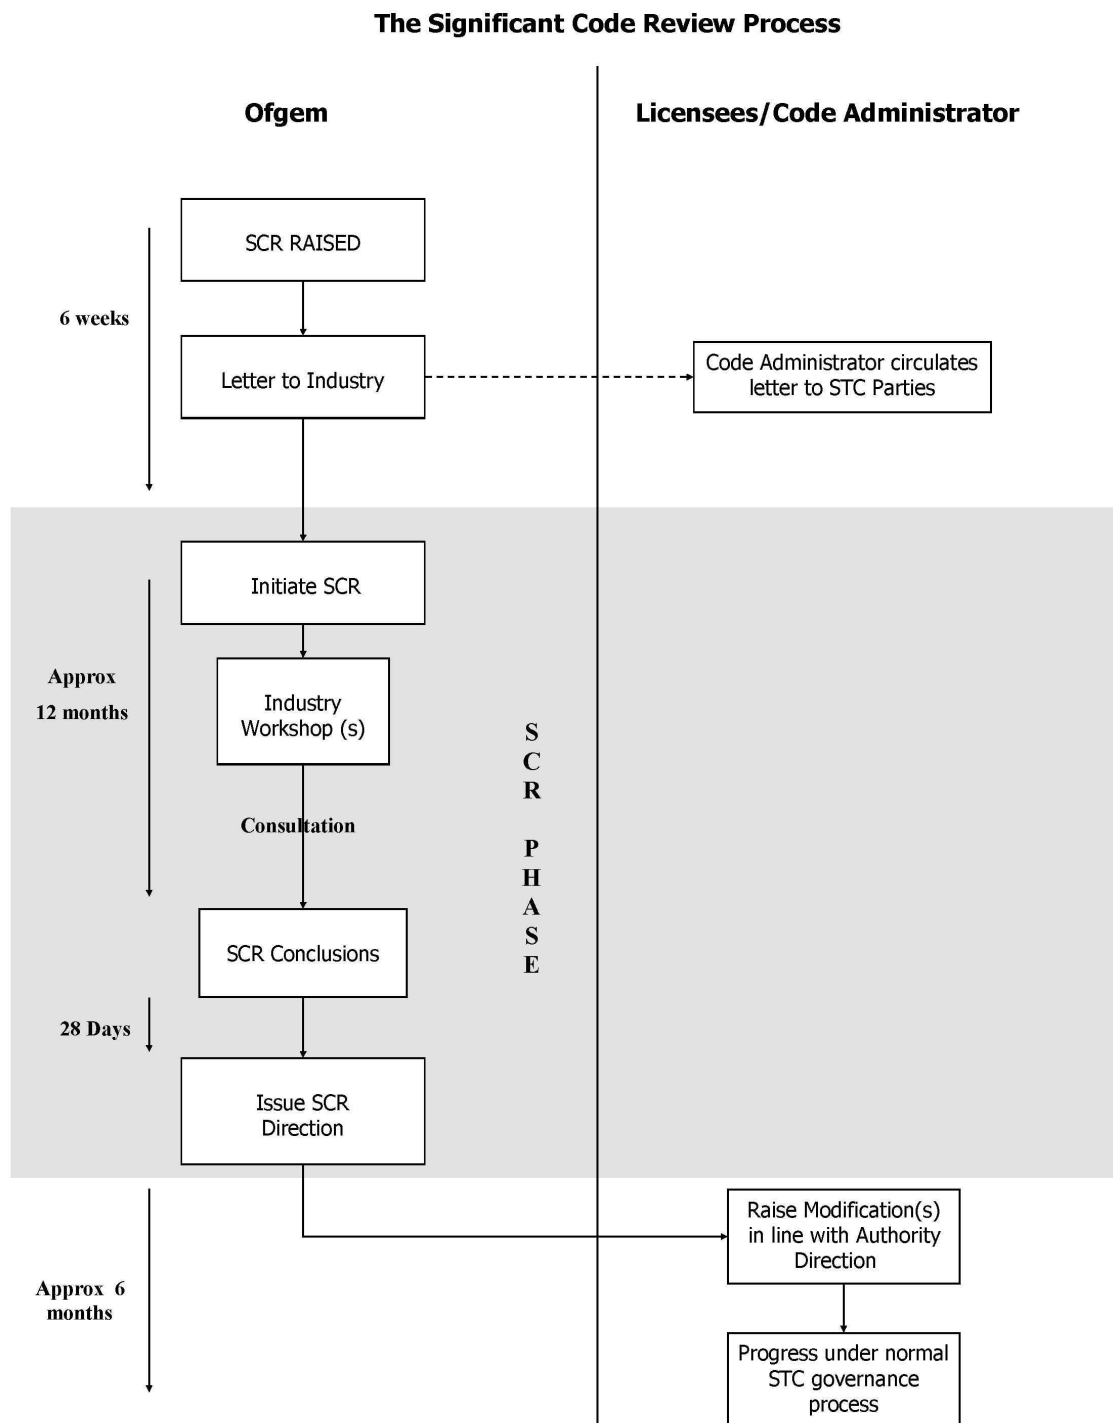 The Significant Code Review Process
Ofgem
Licensees/Code Administrator
SCR RAISED
6 weeks
Letter to Industry
Code Administrator circulates
letter to STC Parties
Initiate SCR
Approx
12 months
Industry
Workshop (s)
S
C
R
P
H
A
S
E
Consultation
SCR Conclusions
28 Days
Issue SCR
Direction
Raise Modification(s)
in line with Authority
Direction
Approx 6
months
Progress under normal
STC governance
process